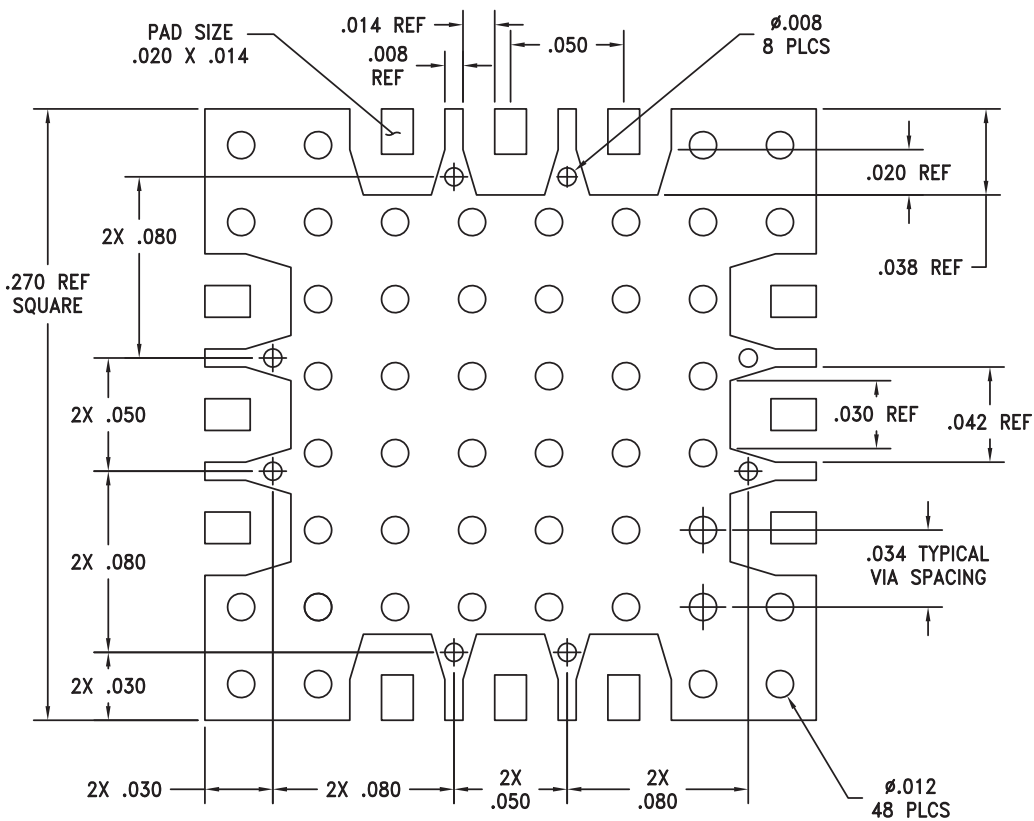 PAD SIZE
.020 X .014
.014 REF
.008
REF
.050
ø.008
8 PLCS
.020 REF
.038 REF
2X .080
.270 REF
SQUARE
2X .050
.030 REF
.042 REF
2X .080
.034 TYPICAL
VIA SPACING
2X .030
2X .030
2X .080
2X
.050
2X
.080
ø.012
48 PLCS